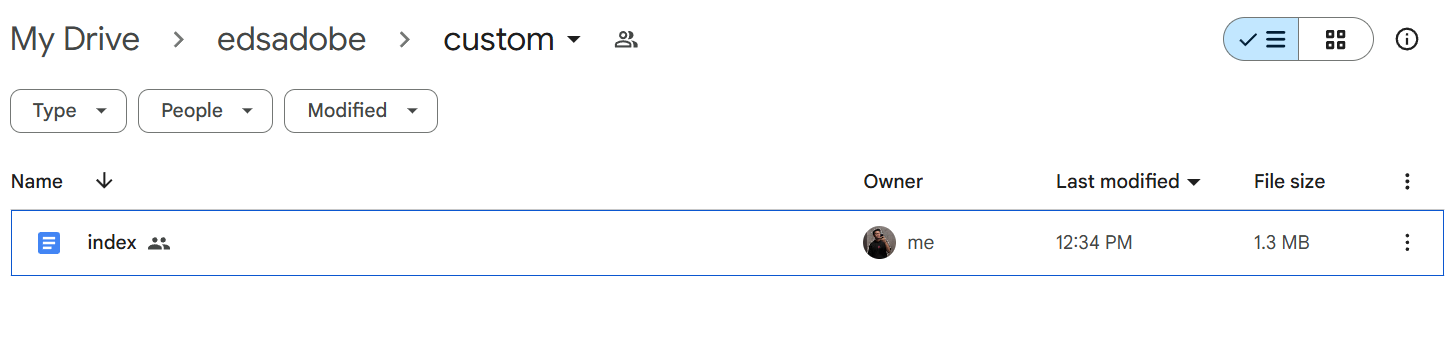 My Drive > edsadobe > custom
Type People Modified
Name Owner Last modified File size
index me 12:34 PM 1.3 MB